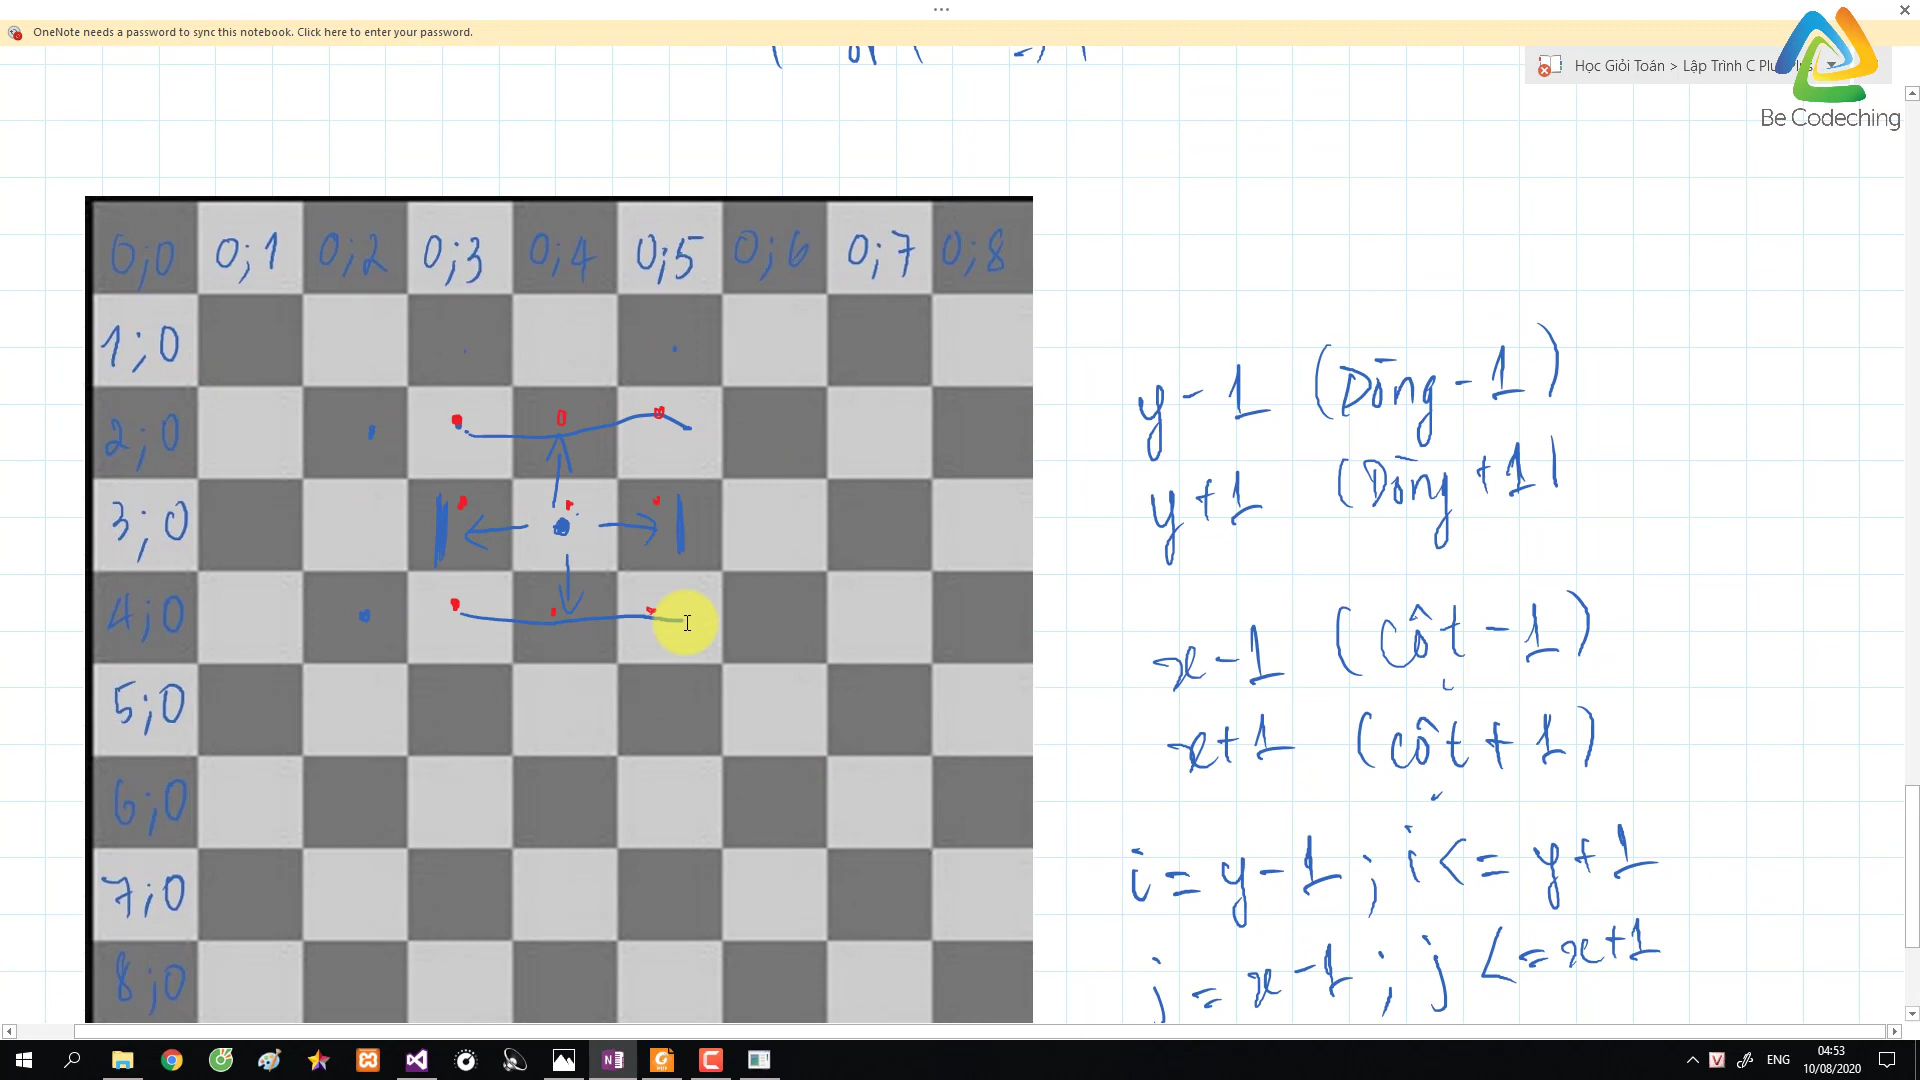 OneNote needs a password to sync this notebook. Click here to enter your password.
Học Giỏi Toán > Lập Trình C Plu
Be Codeching
0;0 0;1 0;2 0;3 0;4 0;5 0;6 0;7 0;8
1;0
2;0
3;0
4;0
5;0
6;0
7;0
8;0
y-1 (Dòng-1)
y+1 (Dòng+1)
x-1 (Cột-1)
x+1 (Cột+1)
i=y-1; i<=y+1
j=x-1; j<=x+1
ENG
04:53
10/08/2020